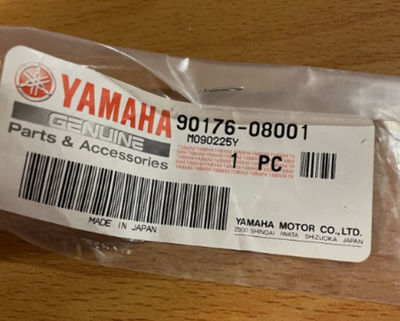 YAMAHA 90176-08001
GENUINE M090225Y
Parts & Accessories 1 PC
MADE IN JAPAN
YAMAHA MOTOR CO.,LTD.
2500 SHINGAI IWATA SHIZUOKA JAPAN